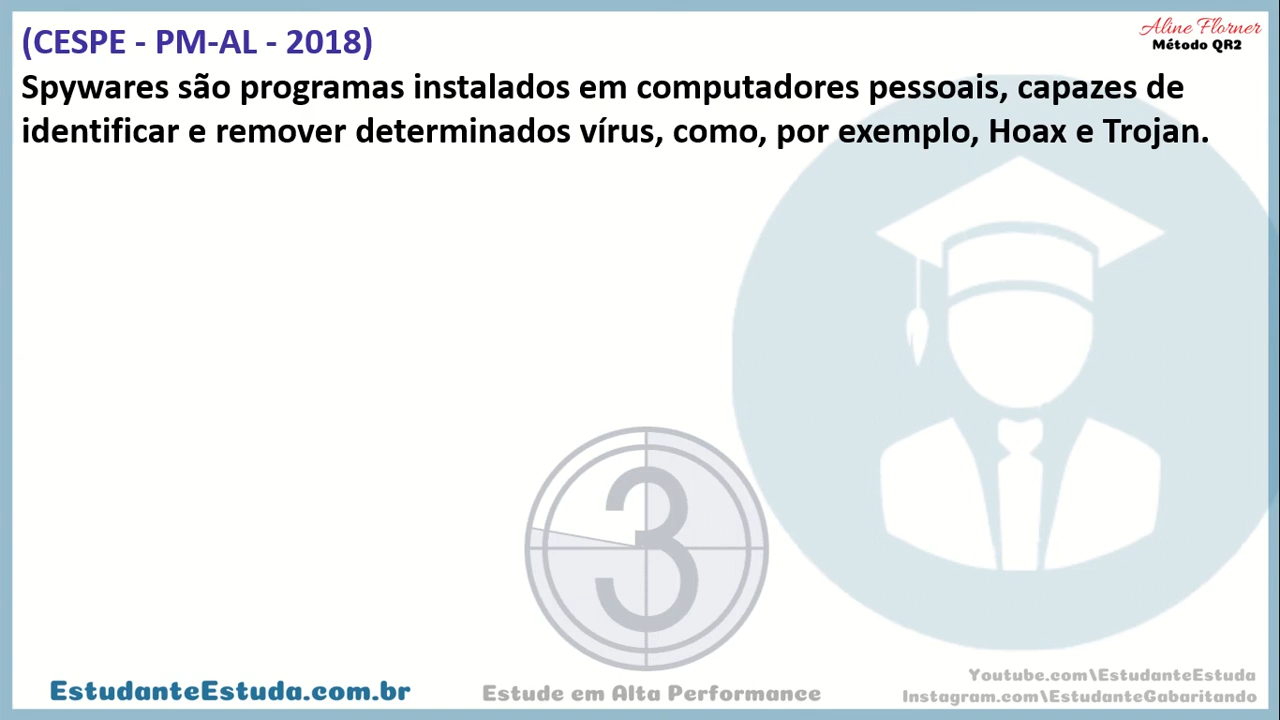 (CESPE - PM-AL - 2018)
Aline Florner
Método QR2
Spywares são programas instalados em computadores pessoais, capazes de
identificar e remover determinados vírus, como, por exemplo, Hoax e Trojan.
3
EstudanteEstuda.com.br
Estude em Alta Performance
Youtube.com\EstudanteEstuda
Instagram.com\EstudanteGabaritando